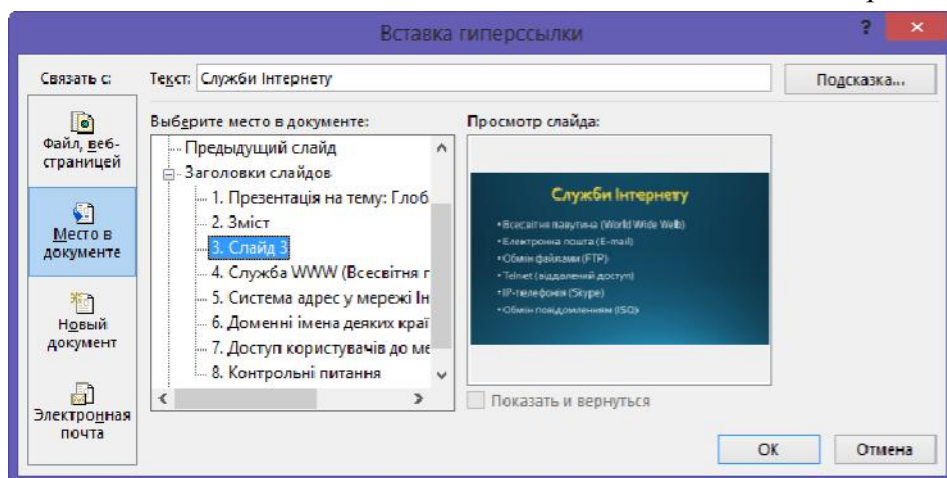 Вставка гиперссылки
Связать с:
Текст: Служби Інтернету
Подсказка...
Файл, веб-
страницей
Место в
документе
Новый
документ
Электронная
почта
Выберите место в документе:
Предыдущий слайд
Заголовки слайдов
1. Презентація на тему: Глоб
2. Зміст
3. Слайд 3
4. Служба WWW (Всесвітня г
5. Система адрес у мережі Ін
6. Доменні імена деяких краї
7. Доступ користувачів до ме
8. Контрольні питання
Просмотр слайда:
Служби Інтернету
• Всесвітня павутина (World Wide Web)
• Електронна пошта (E-mail)
• Обмін файлами (FTP)
• Telnet (віддалений доступ)
• IP-телефонія (Skype)
• Обмін повідомленням (ISQ)
Показать и вернуться
ОК
Отмена